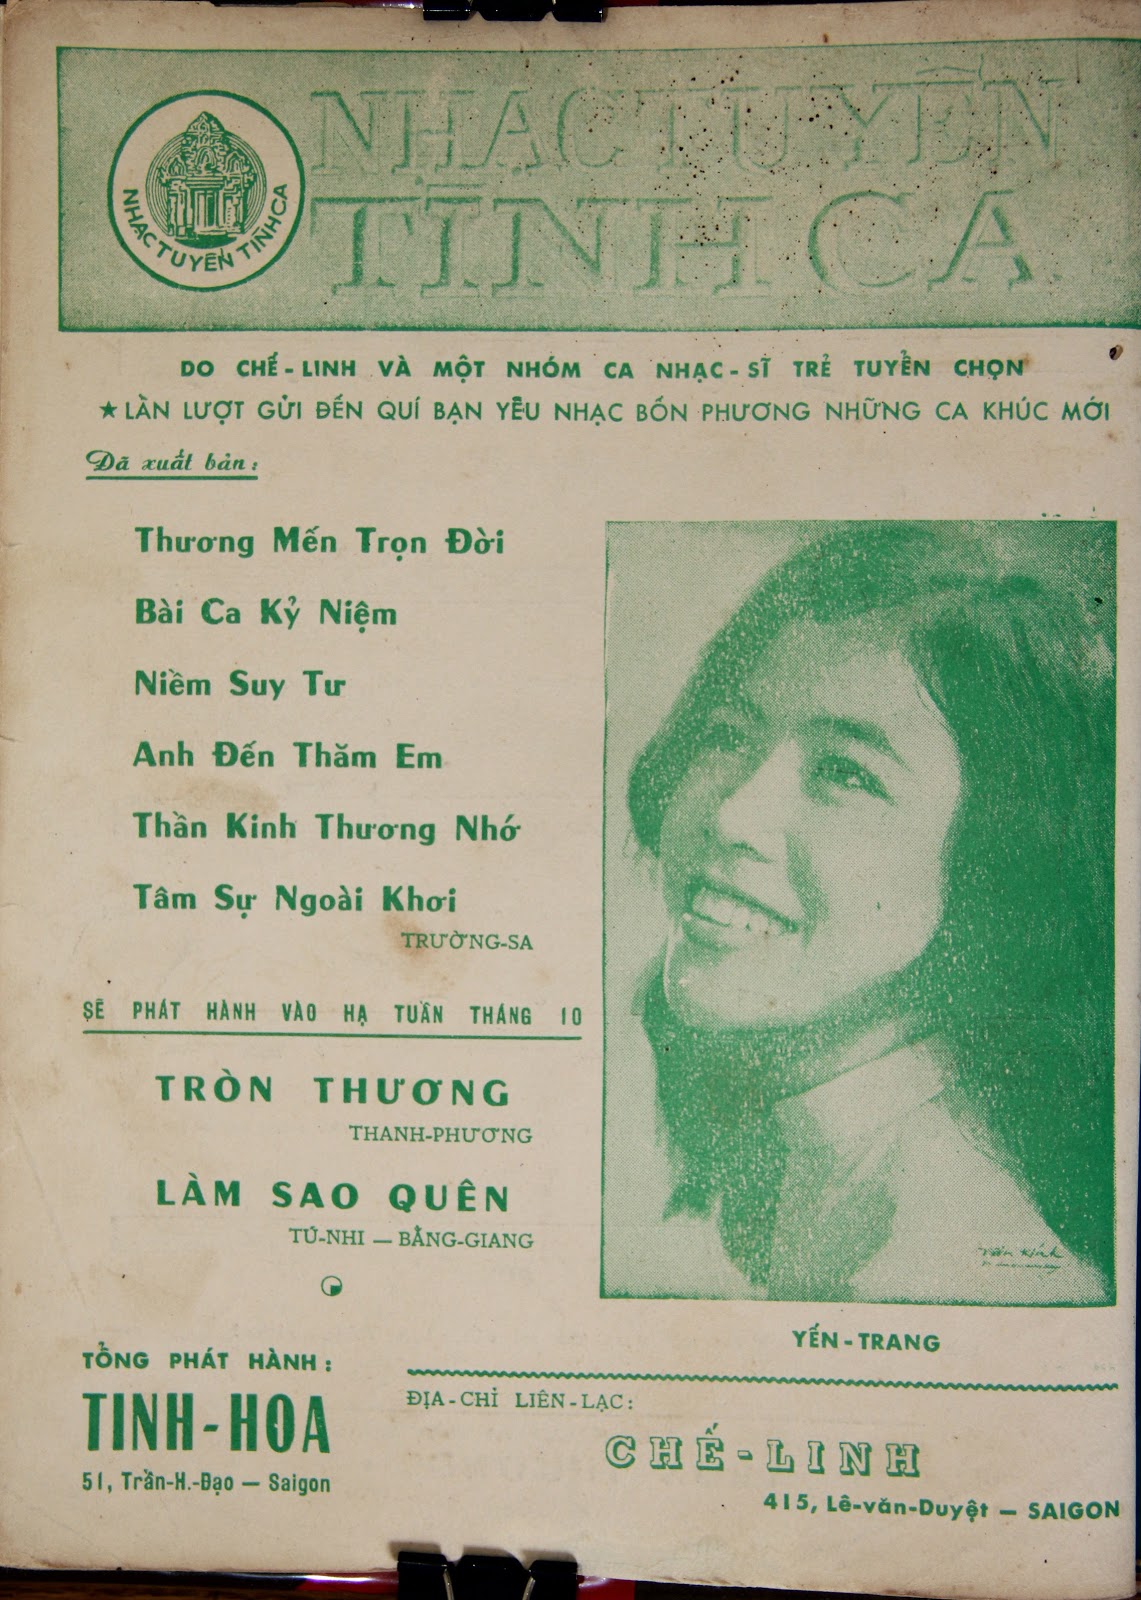 NHẠC TUYỂN
TÌNH CA
NHẠC TUYỂN TÌNH CA
DO CHẾ-LINH VÀ MỘT NHÓM CA NHẠC-SĨ TRẺ TUYỂN CHỌN
★ LẦN LƯỢT GỬI ĐẾN QUÍ BẠN YÊU NHẠC BỐN PHƯƠNG NHỮNG CA KHÚC MỚI
Đã xuất bản:
Thương Mến Trọn Đời
Bài Ca Kỷ Niệm
Niềm Suy Tư
Anh Đến Thăm Em
Thần Kinh Thương Nhớ
Tâm Sự Ngoài Khơi
TRƯỜNG-SA
SẼ PHÁT HÀNH VÀO HẠ TUẦN THÁNG 10
TRÒN THƯƠNG
THANH-PHƯƠNG
LÀM SAO QUÊN
TÚ-NHI — BẰNG-GIANG
YẾN-TRANG
TỔNG PHÁT HÀNH:
TINH-HOA
51, Trần-H.-Đạo — Saigon
ĐỊA-CHỈ LIÊN-LẠC:
CHẾ-LINH
415, Lê-văn-Duyệt — SAIGON